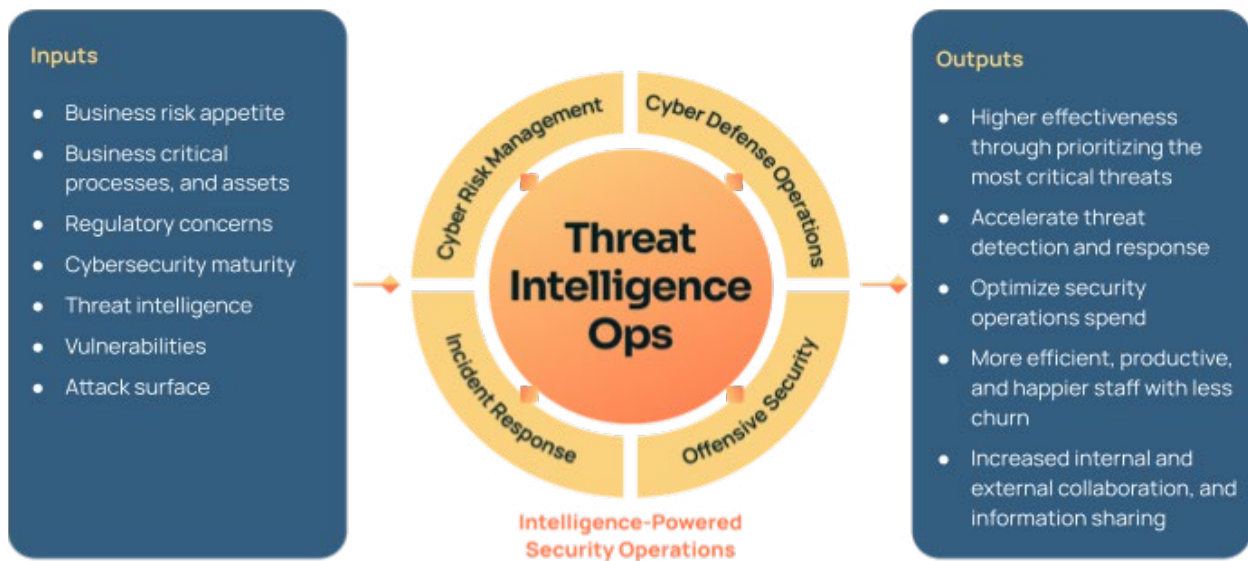 Inputs
● Business risk appetite
● Business critical
processes, and assets
● Regulatory concerns
● Cybersecurity maturity
● Threat intelligence
● Vulnerabilities
● Attack surface
Cyber Risk Management
Cyber Defense Operations
Threat
Intelligence
Ops
Incident Response
Offensive Security
Intelligence-Powered
Security Operations
Outputs
● Higher effectiveness
through prioritizing the
most critical threats
● Accelerate threat
detection and response
● Optimize security
operations spend
● More efficient, productive,
and happier staff with less
churn
● Increased internal and
external collaboration, and
information sharing